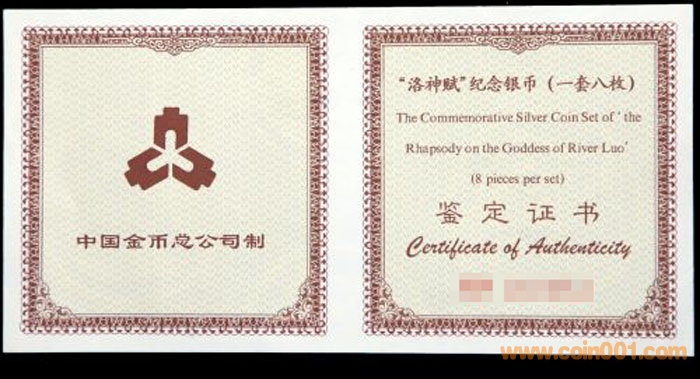 中国金币总公司制
“洛神赋”纪念银币（一套八枚）
The Commemorative Silver Coin Set of ‘ the
Rhapsody on the Goddess of River Luo’
(8 pieces per set)
鉴定证书
Certificate of Authenticity
www.coin001.com